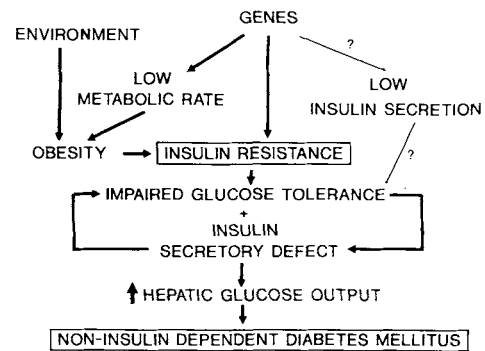 GENES
ENVIRONMENT
?
LOW
METABOLIC RATE
LOW
INSULIN SECRETION
OBESITY
INSULIN RESISTANCE
?
IMPAIRED GLUCOSE TOLERANCE
+
INSULIN
SECRETORY DEFECT
HEPATIC GLUCOSE OUTPUT
NON-INSULIN DEPENDENT DIABETES MELLITUS